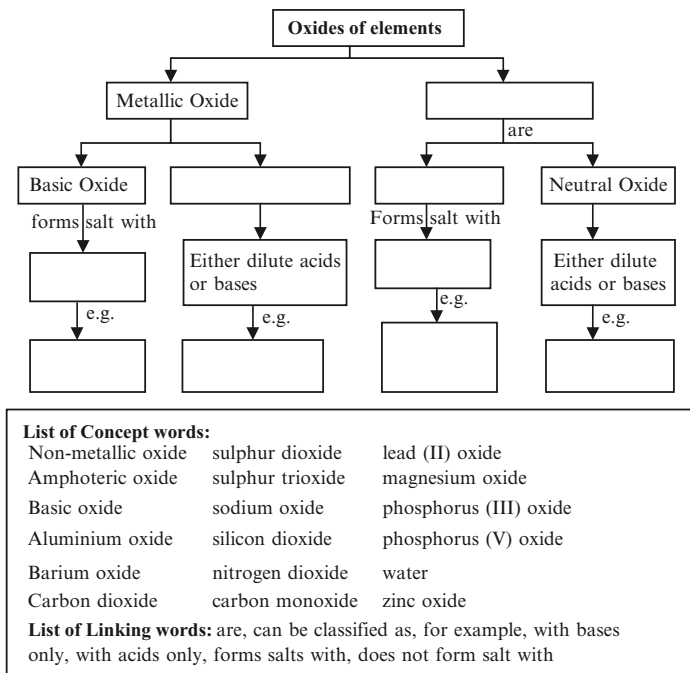 Oxides of elements
Metallic Oxide
are
Basic Oxide
Neutral Oxide
forms salt with
Forms salt with
Either dilute acids
or bases
Either dilute
acids or bases
e.g.
e.g.
e.g.
e.g.
List of Concept words:
Non-metallic oxide sulphur dioxide lead (II) oxide
Amphoteric oxide sulphur trioxide magnesium oxide
Basic oxide sodium oxide phosphorus (III) oxide
Aluminium oxide silicon dioxide phosphorus (V) oxide
Barium oxide nitrogen dioxide water
Carbon dioxide carbon monoxide zinc oxide
List of Linking words: are, can be classified as, for example, with bases
only, with acids only, forms salts with, does not form salt with